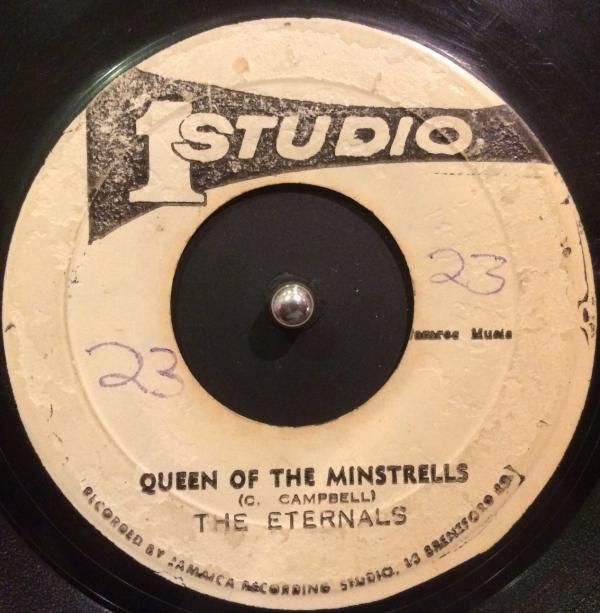 1 STUDIO
23
Jamrec Music
23
QUEEN OF THE MINSTRELLS
(C. CAMPBELL)
THE ETERNALS
RECORDED BY JAMAICA RECORDING STUDIO, 13 BRENTFORD RD.